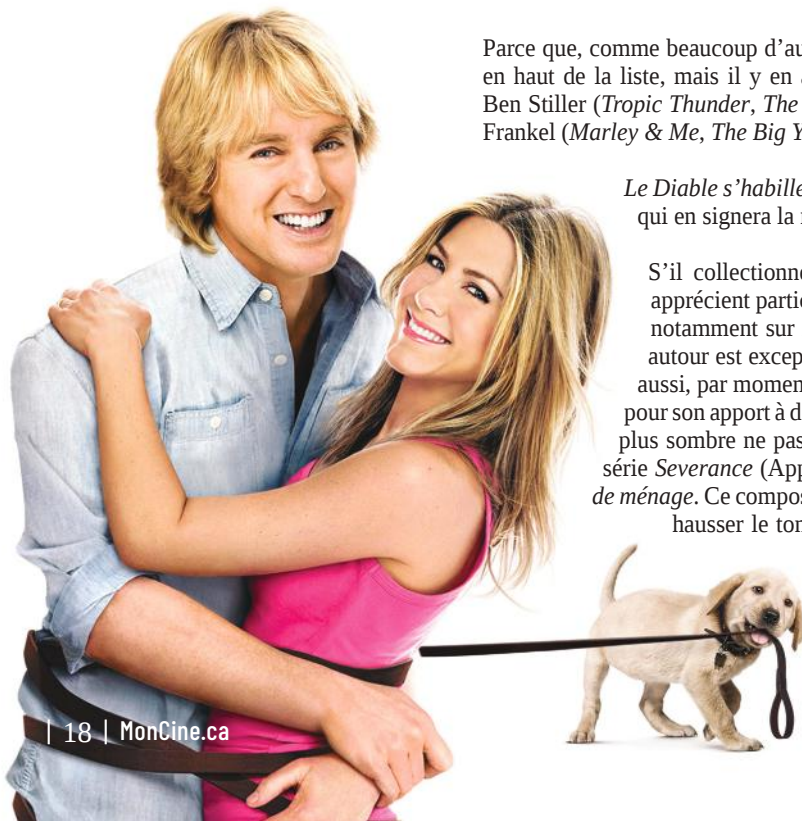 Parce que, comme beaucoup d’au
en haut de la liste, mais il y en a
Ben Stiller (Tropic Thunder, The
Frankel (Marley & Me, The Big Y
Le Diable s’habille
qui en signera la
S’il collectionne
apprécient partic
notamment sur
autour est excep
aussi, par momen
pour son apport à d
plus sombre ne pas
série Severance (App
de ménage. Ce compos
hausser le ton
| 18 | MonCine.ca